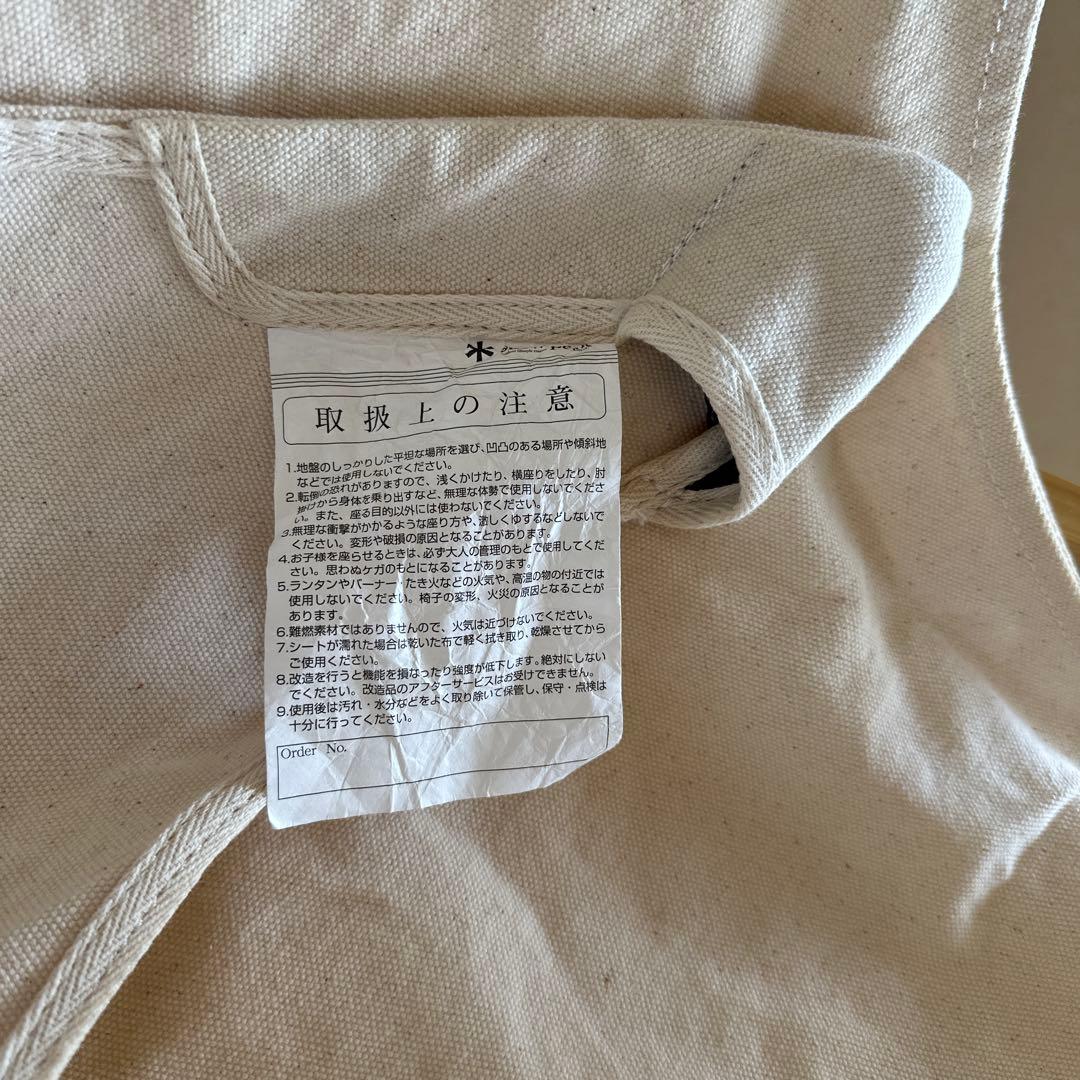 取扱上の注意
1.地盤のしっかりした平坦な場所を選び、凹凸のある場所や傾斜地
などでは使用しないでください。
2.転倒の恐れがありますので、浅くかけたり、横座りをしたり、肘
掛けから身体を乗り出すなど、無理な体勢で使用しないでくださ
い。また、座る目的以外には使わないでください。
3.無理な衝撃がかかるような座り方や、激しくゆするなどしないで
ください。変形や破損の原因となることがあります。
4.お子様を座らせるときは、必ず大人の管理のもとで使用してくだ
さい。思わぬケガのもとになることがあります。
5.ランタンやバーナー・たき火などの火気や、高温の物の付近では
使用しないでください。椅子の変形、火災の原因となることが
あります。
6.難燃素材ではありませんので、火気は近づけないでください。
7.シートが濡れた場合は乾いた布で軽く拭き取り、乾燥させてから
ご使用ください。
8.改造を行うと機能を損なったり強度が低下します。絶対にしない
でください。改造品のアフターサービスはお受けできません。
9.使用後は汚れ・水分などをよく取り除いて保管し、保守・点検は
十分に行ってください。
Order No.